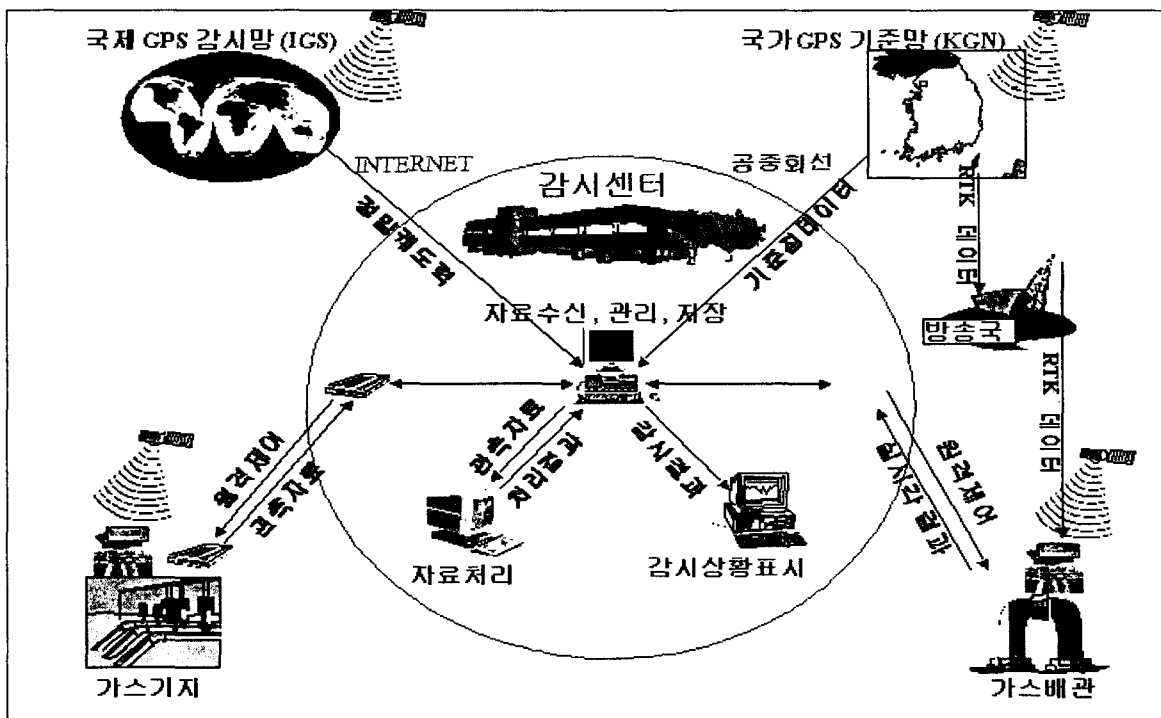 국제 GPS 감시망 (IGS)
국가 GPS 기준망 (KGN)
INTERNET
공중회선
감시센터
정밀궤도력
기준점데이터
RTK 데이터
자료수신, 관리, 저장
방송국
RTK 데이터
관측자료
처리결과
감시결과
원격제어
관측자료
원격제어
실시각결과
자료처리
감시상황표시
가스기지
가스배관